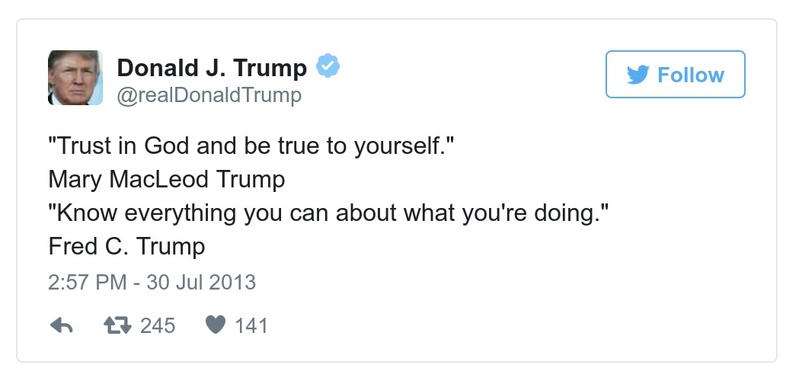 Donald J. Trump
@realDonaldTrump
Follow
"Trust in God and be true to yourself."
Mary MacLeod Trump
"Know everything you can about what you're doing."
Fred C. Trump
2:57 PM - 30 Jul 2013
245 141